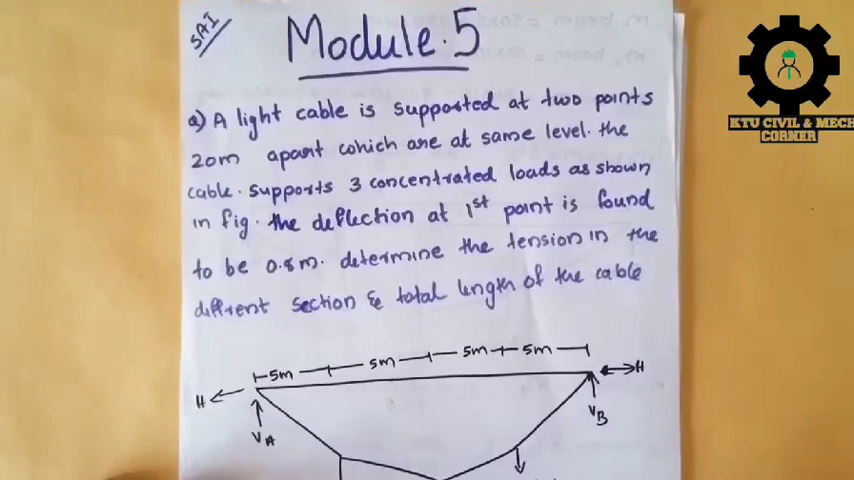 SAI
Module.5
a) A light cable is supported at two points
20m apart which are at same level. the
cable. supports 3 concentrated loads as shown
in fig. the deflection at 1st point is found
to be 0.8m. determine the tension in the
diffrent section & total length of the cable
5m 5m 5m 5m
H H
VA VB
KTU CIVIL & MECH
CORNER